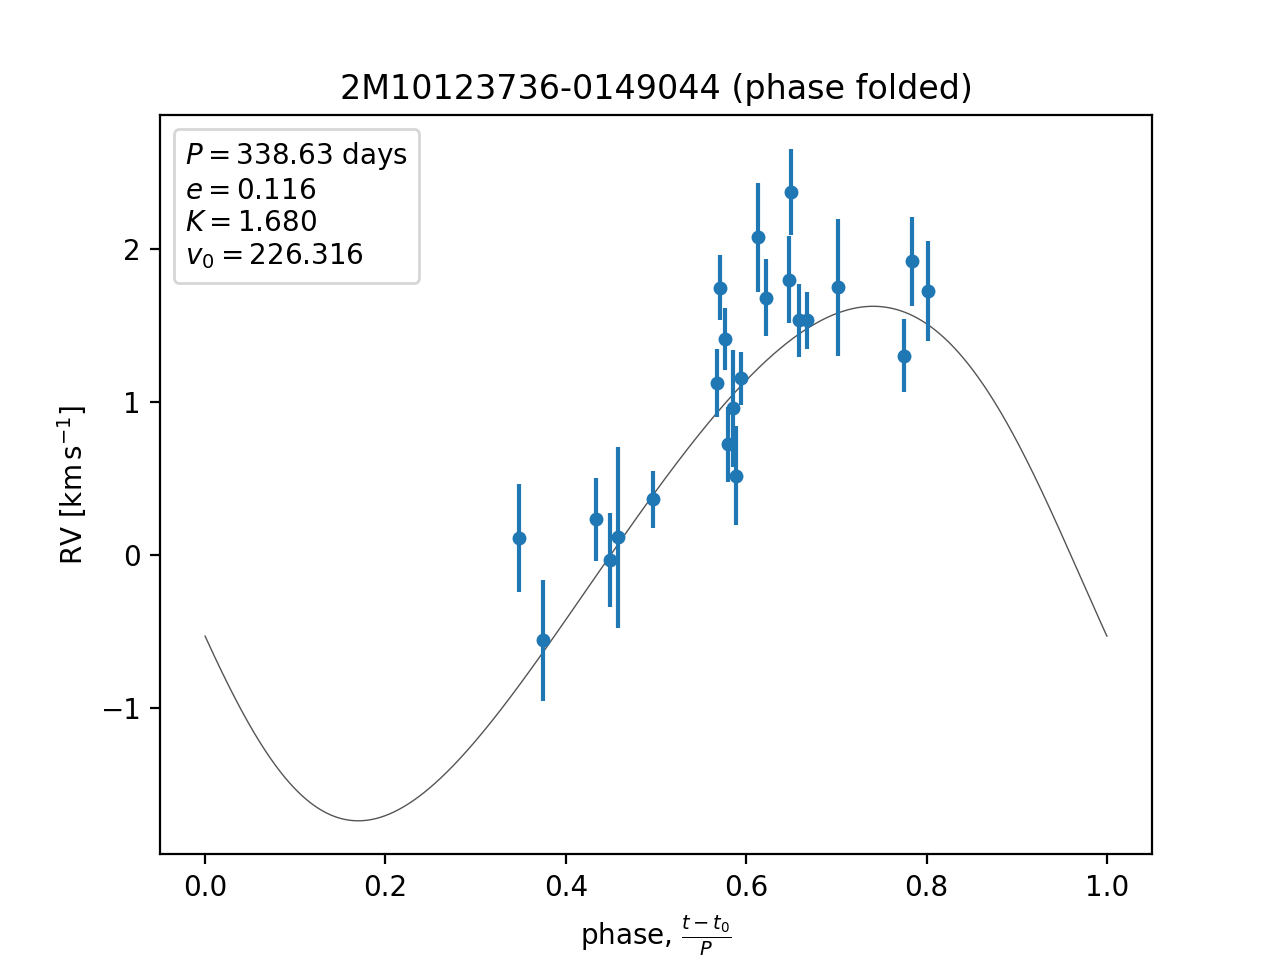 2M10123736-0149044 (phase folded)
P = 338.63 days
e = 0.116
K = 1.680
v₀ = 226.316
RV [km s⁻¹]
2
1
0
−1
0.0 0.2 0.4 0.6 0.8 1.0
phase, (t − t₀)/P